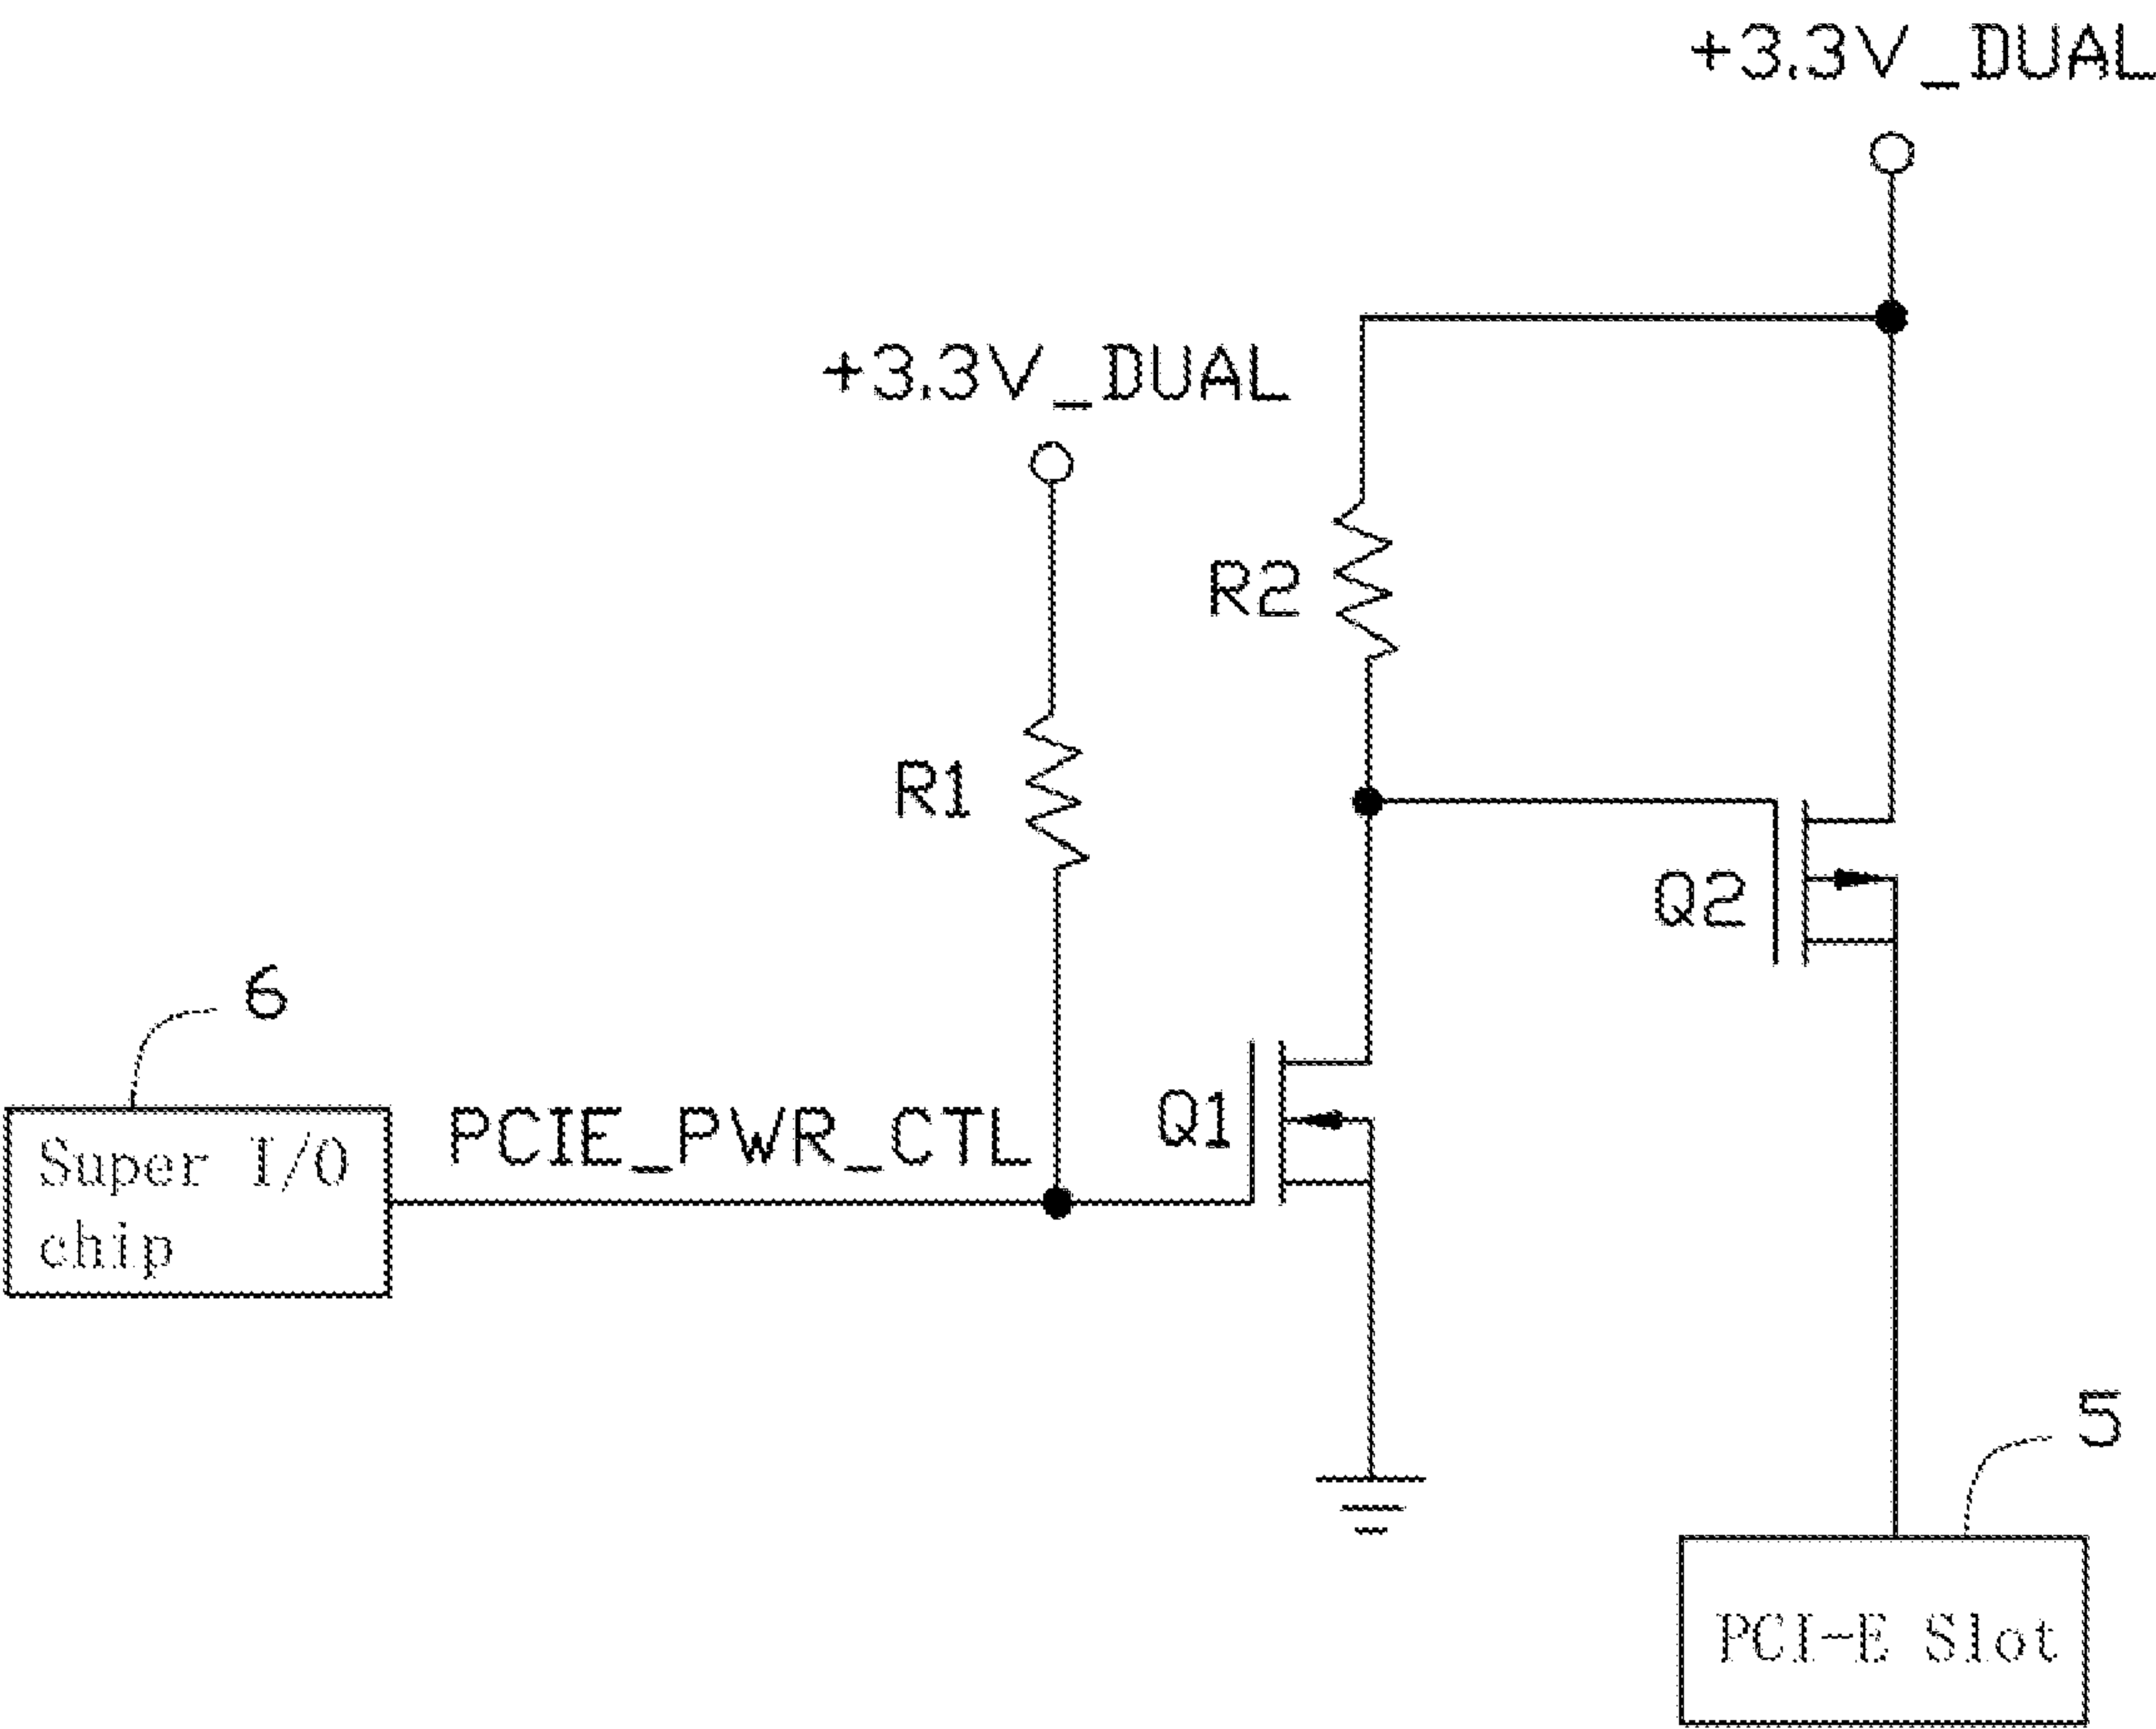 +3.3V_DUAL
+3.3V_DUAL
R2
R1
Q2
6
Q1
PCIE_PWR_CTL
Super I/O
chip
5
PCI-E Slot